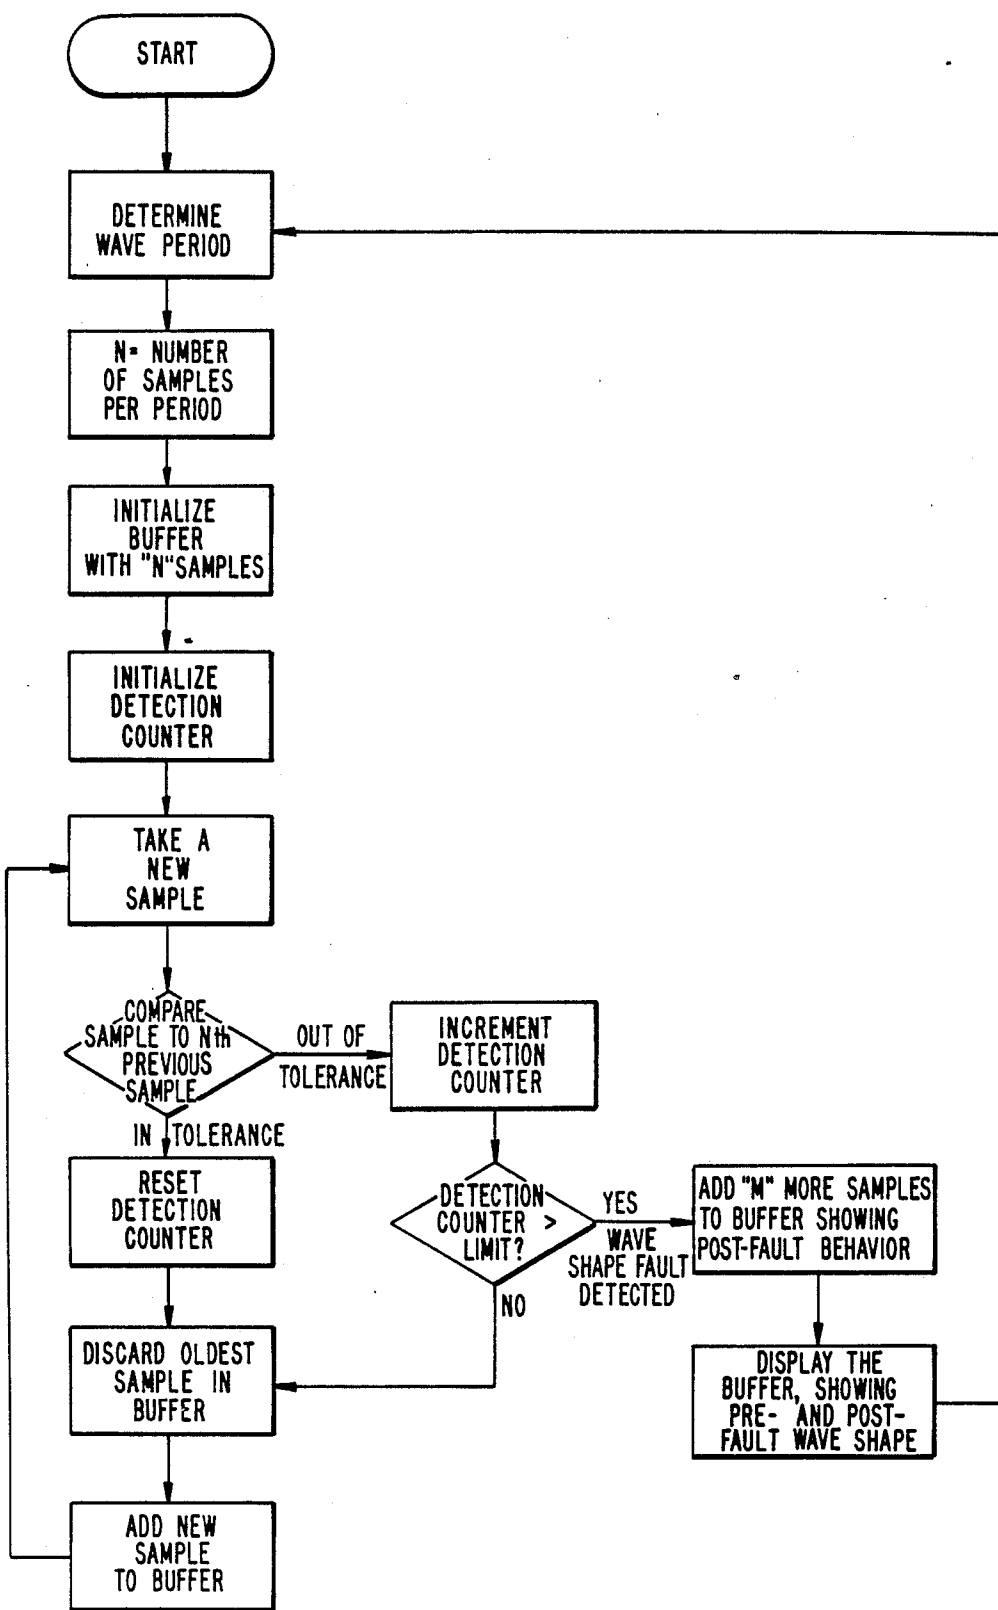 START
DETERMINE
WAVE PERIOD
N= NUMBER
OF SAMPLES
PER PERIOD
INITIALIZE
BUFFER
WITH "N" SAMPLES
INITIALIZE
DETECTION
COUNTER
TAKE A
NEW
SAMPLE
COMPARE
SAMPLE TO Nth
PREVIOUS
SAMPLE
OUT OF
TOLERANCE
INCREMENT
DETECTION
COUNTER
IN TOLERANCE
RESET
DETECTION
COUNTER
DETECTION
COUNTER >
LIMIT?
YES
WAVE
SHAPE FAULT
DETECTED
NO
ADD "M" MORE SAMPLES
TO BUFFER SHOWING
POST-FAULT BEHAVIOR
DISCARD OLDEST
SAMPLE IN
BUFFER
DISPLAY THE
BUFFER, SHOWING
PRE- AND POST-
FAULT WAVE SHAPE
ADD NEW
SAMPLE
TO BUFFER